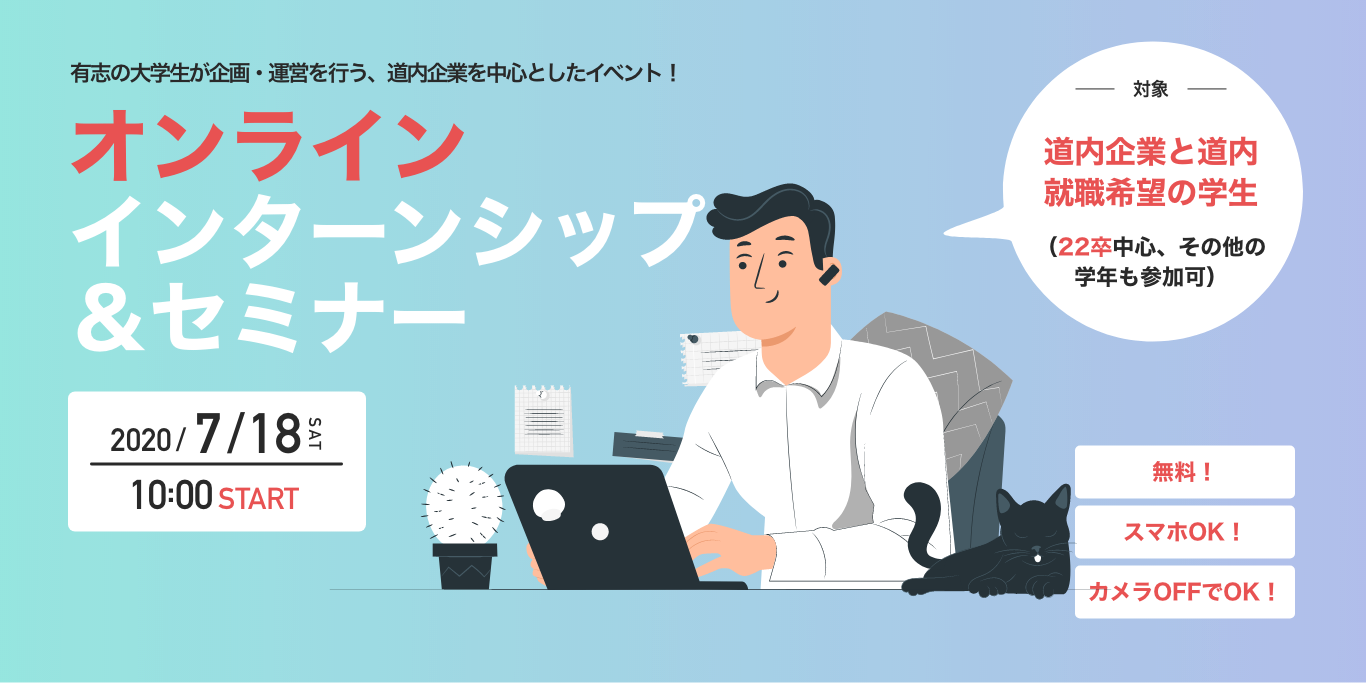 有志の大学生が企画・運営を行う、道内企業を中心としたイベント！
オンライン
インターンシップ
＆セミナー
2020/ 7/18 SAT
10:00 START
対象
道内企業と道内
就職希望の学生
（22卒中心、その他の
学年も参加可）
無料！
スマホOK！
カメラOFFでOK！